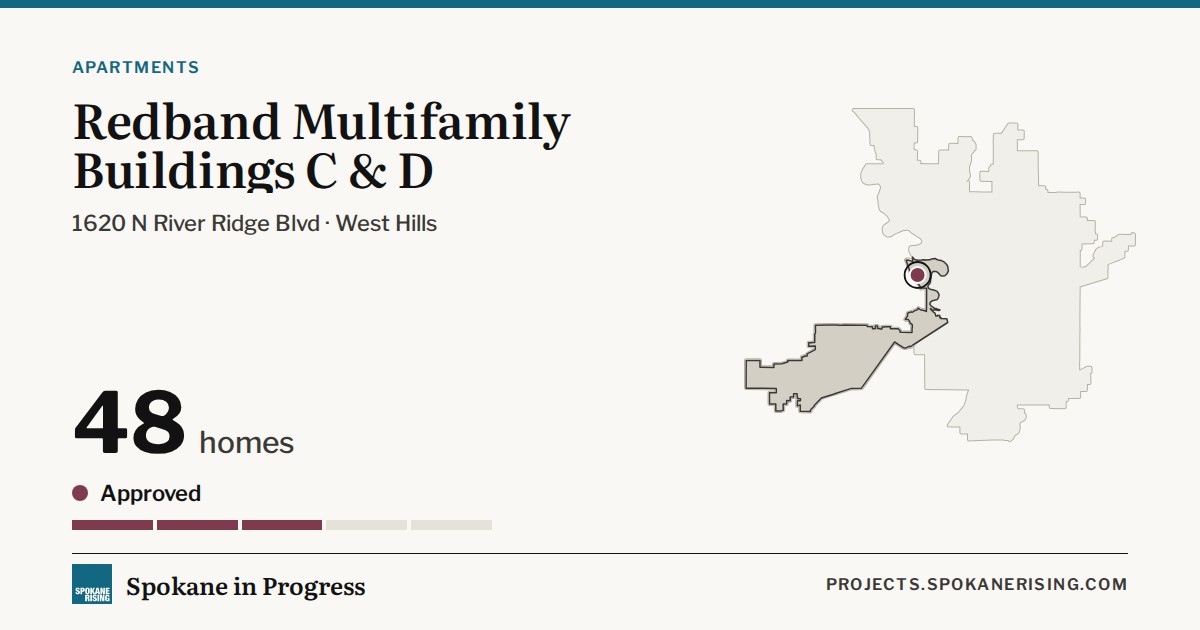 APARTMENTS
Redband Multifamily
Buildings C & D
1620 N River Ridge Blvd · West Hills
48 homes
Approved
SPOKANE
RISING
Spokane in Progress
PROJECTS.SPOKANERISING.COM